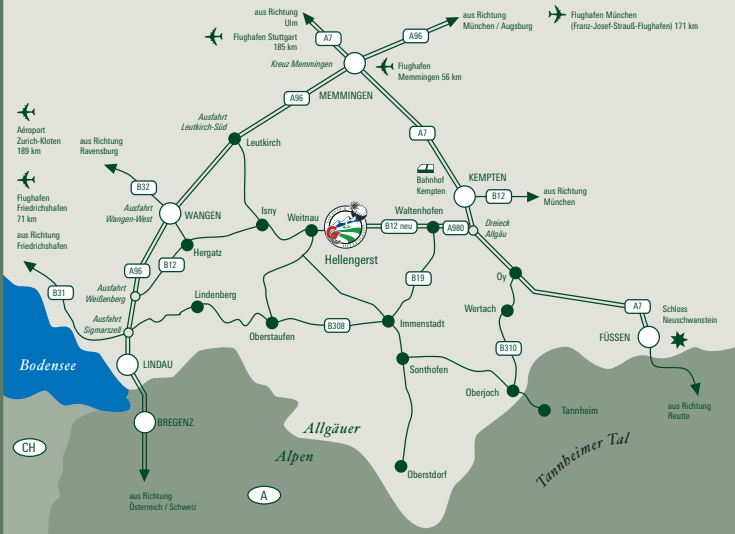 aus Richtung
Ulm
A7
Flughafen Stuttgart
185 km
Kreuz Memmingen
A96
aus Richtung
München / Augsburg
Flughafen München
(Franz-Josef-Strauß-Flughafen) 171 km
Flughafen
Memmingen 56 km
A96
MEMMINGEN
Ausfahrt
Leutkirch-Süd
Leutkirch
A7
Aéroport
Zurich-Kloten
189 km
aus Richtung
Ravensburg
Flughafen
Friedrichshafen
71 km
aus Richtung
Friedrichshafen
B32
Ausfahrt
Wangen-West
WANGEN
Isny
Weitnau
Hellengerst
Bahnhof
Kempten
KEMPTEN
B12
aus Richtung
München
Waltenhofen
B12 neu
A980
Dreieck
Allgäu
Hergatz
A96
B12
B31
Ausfahrt
Weißenberg
Ausfahrt
Sigmarszell
Lindenberg
Oberstaufen
B308
B19
Immenstadt
Oy
Wertach
A7
Schloss
Neuschwanstein
FÜSSEN
B310
Bodensee
LINDAU
Sonthofen
Oberjoch
Tannheim
aus Richtung
Reutte
BREGENZ
Allgäuer
Alpen
CH
A
Oberstdorf
Tannheimer Tal
aus Richtung
Österreich / Schweiz